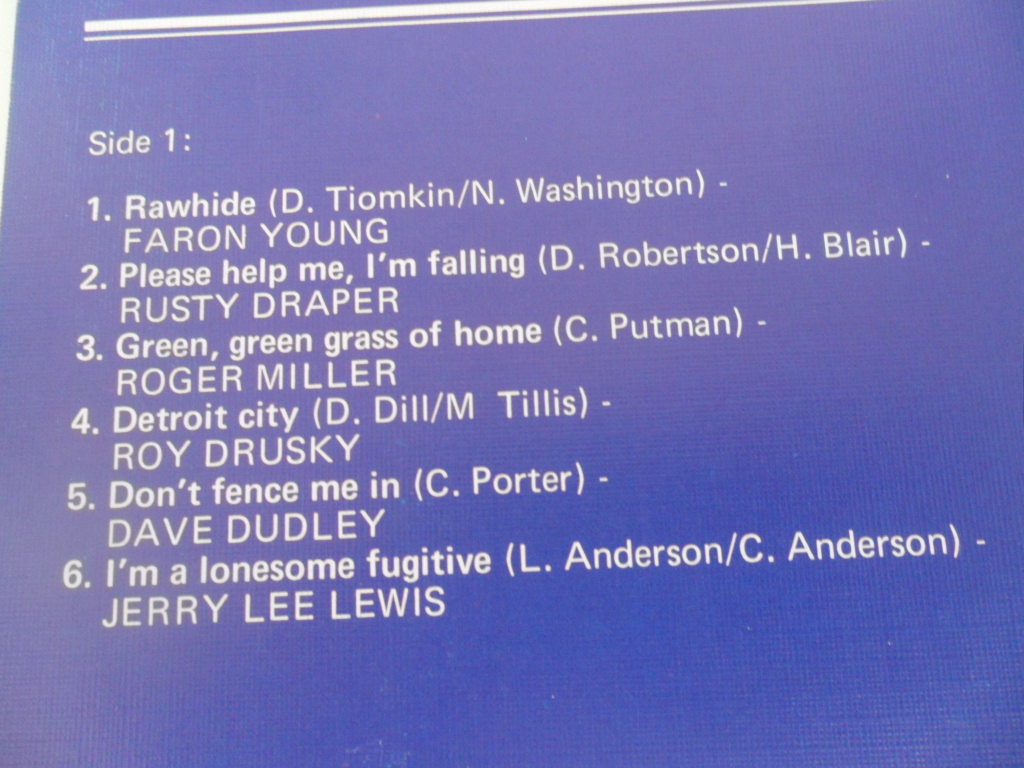 Side 1:
1. Rawhide (D. Tiomkin/N. Washington) -
FARON YOUNG
2. Please help me, I'm falling (D. Robertson/H. Blair) -
RUSTY DRAPER
3. Green, green grass of home (C. Putman) -
ROGER MILLER
4. Detroit city (D. Dill/M Tillis) -
ROY DRUSKY
5. Don't fence me in (C. Porter) -
DAVE DUDLEY
6. I'm a lonesome fugitive (L. Anderson/C. Anderson) -
JERRY LEE LEWIS